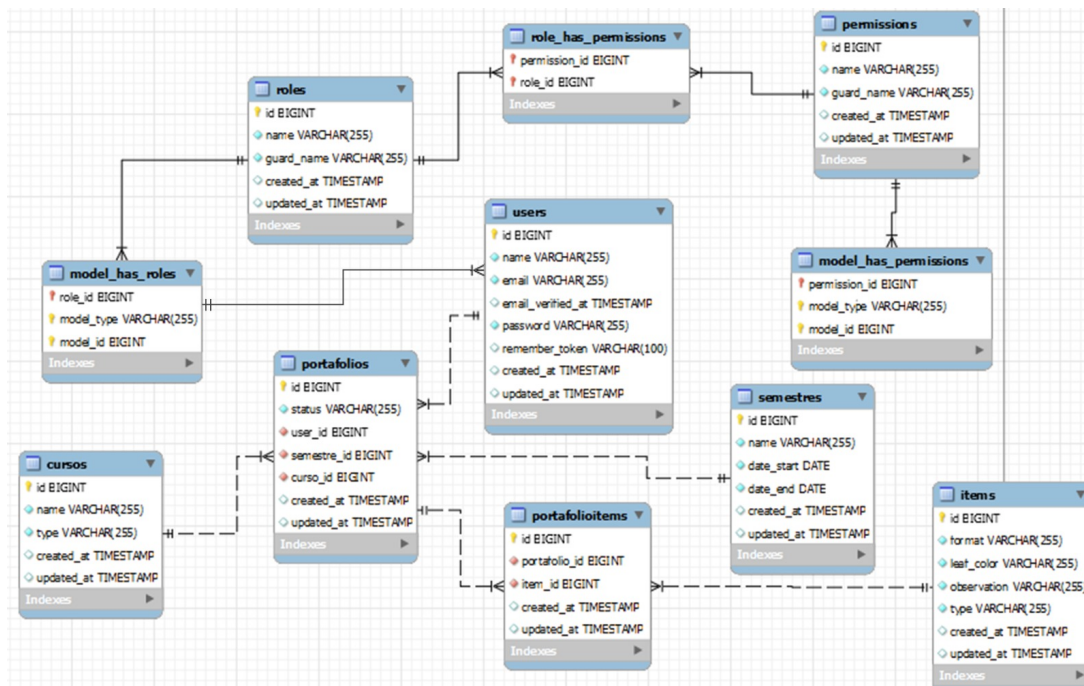 role_has_permissions
permission_id BIGINT
role_id BIGINT
Indexes
permissions
id BIGINT
name VARCHAR(255)
guard_name VARCHAR(255)
created_at TIMESTAMP
updated_at TIMESTAMP
Indexes
roles
id BIGINT
name VARCHAR(255)
guard_name VARCHAR(255)
created_at TIMESTAMP
updated_at TIMESTAMP
Indexes
users
id BIGINT
name VARCHAR(255)
email VARCHAR(255)
email_verified_at TIMESTAMP
password VARCHAR(255)
remember_token VARCHAR(100)
created_at TIMESTAMP
updated_at TIMESTAMP
Indexes
model_has_roles
role_id BIGINT
model_type VARCHAR(255)
model_id BIGINT
Indexes
model_has_permissions
permission_id BIGINT
model_type VARCHAR(255)
model_id BIGINT
Indexes
portafolios
id BIGINT
status VARCHAR(255)
user_id BIGINT
semestre_id BIGINT
curso_id BIGINT
created_at TIMESTAMP
updated_at TIMESTAMP
Indexes
semestres
id BIGINT
name VARCHAR(255)
date_start DATE
date_end DATE
created_at TIMESTAMP
updated_at TIMESTAMP
Indexes
cursos
id BIGINT
name VARCHAR(255)
type VARCHAR(255)
created_at TIMESTAMP
updated_at TIMESTAMP
Indexes
portafolioitems
id BIGINT
portafolio_id BIGINT
item_id BIGINT
created_at TIMESTAMP
updated_at TIMESTAMP
Indexes
items
id BIGINT
format VARCHAR(255)
leaf_color VARCHAR(255)
observation VARCHAR(255)
type VARCHAR(255)
created_at TIMESTAMP
updated_at TIMESTAMP
Indexes